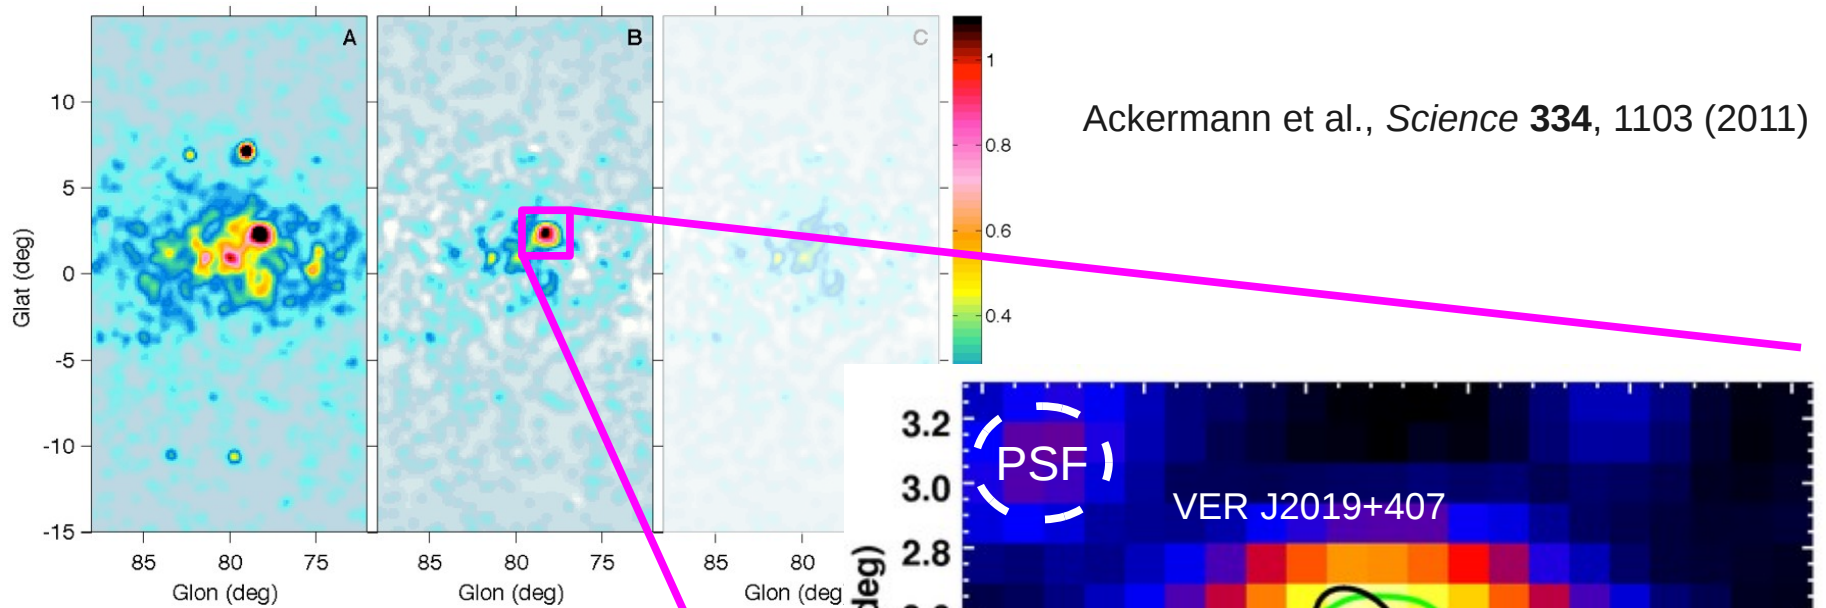 A
B
C
1
0.8
0.6
0.4
10
5
0
-5
-10
-15
Glat (deg)
85 80 75
85 80 75
85 80
Glon (deg)
Glon (deg)
Glon (deg
Ackermann et al., Science 334, 1103 (2011)
3.2
3.0
2.8
deg)
PSF
VER J2019+407